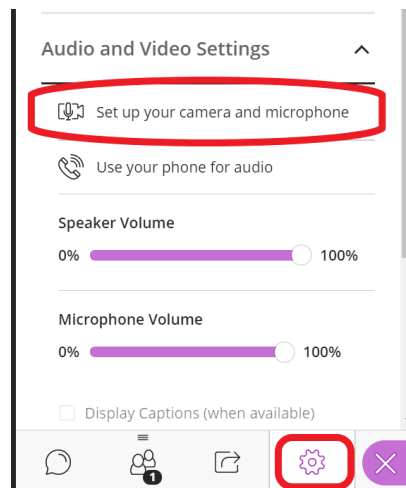 Audio and Video Settings
Set up your camera and microphone
Use your phone for audio
Speaker Volume
0% 100%
Microphone Volume
0% 100%
Display Captions (when available)
1